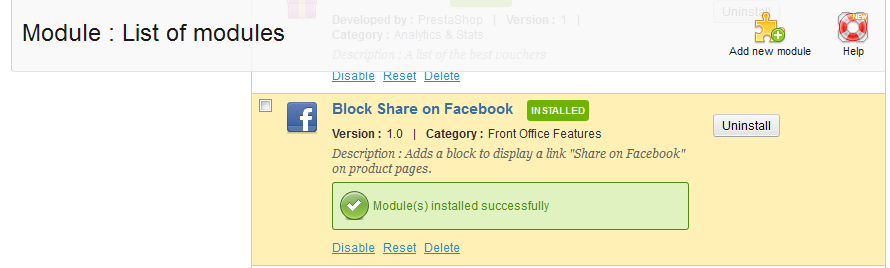 Module : List of modules
Developed by : PrestaShop | Version : 1 |
Category : Analytics & Stats
Description : A list of the best vouchers
Uninstall
Add new module
NEW
Help
Disable Reset Delete
Block Share on Facebook INSTALLED
Version : 1.0 | Category : Front Office Features
Uninstall
Description : Adds a block to display a link "Share on Facebook"
on product pages.
Module(s) installed successfully
Disable Reset Delete